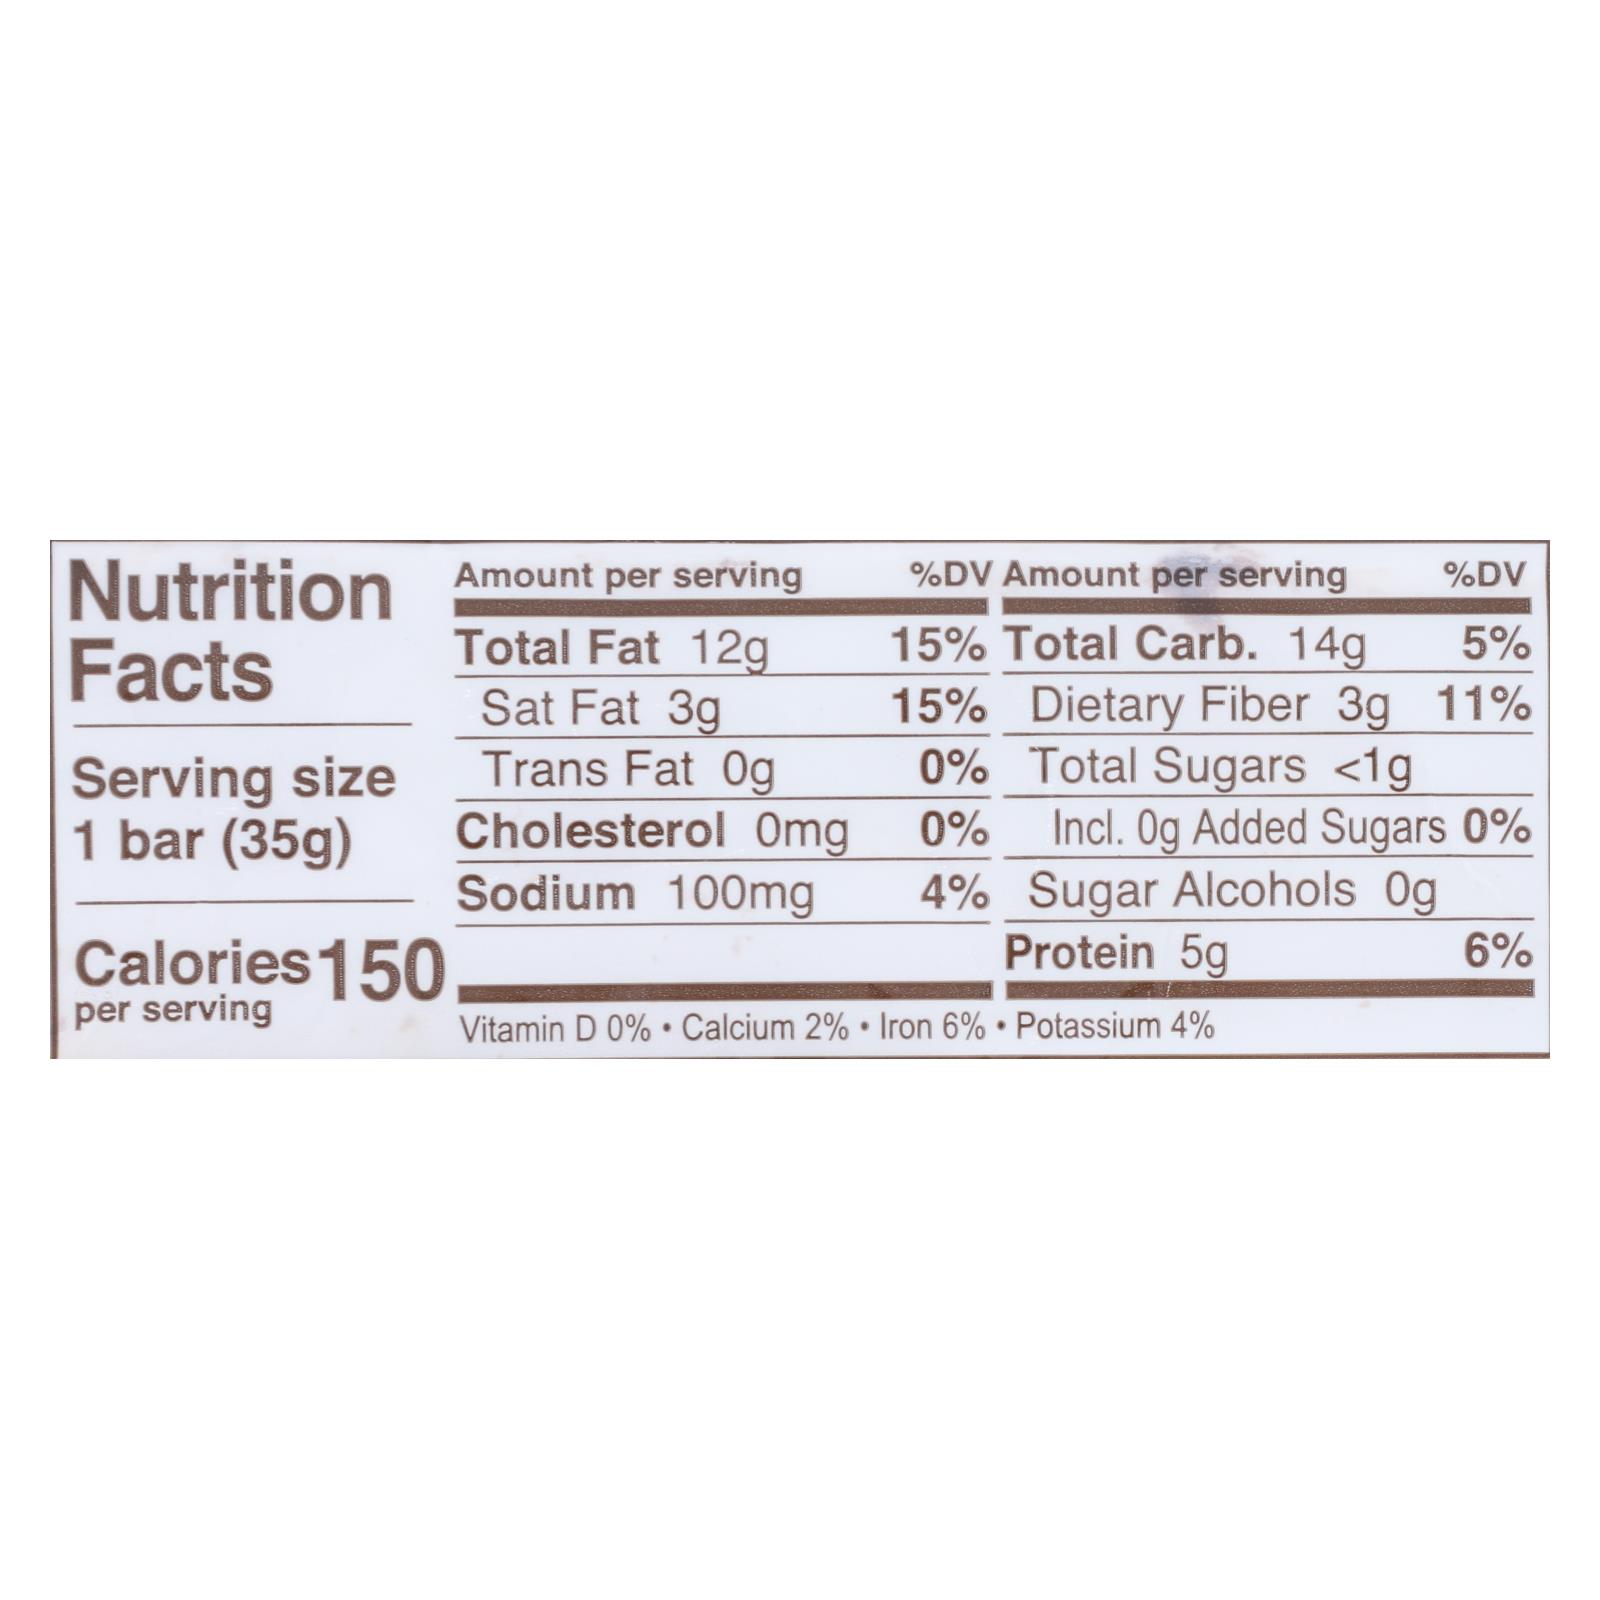 Nutrition
Facts
Serving size
1 bar (35g)
Calories 150
per serving
Amount per serving %DV
Total Fat 12g 15%
Sat Fat 3g 15%
Trans Fat 0g 0%
Cholesterol 0mg 0%
Sodium 100mg 4%
Amount per serving %DV
Total Carb. 14g 5%
Dietary Fiber 3g 11%
Total Sugars <1g
Incl. 0g Added Sugars 0%
Sugar Alcohols 0g
Protein 5g 6%
Vitamin D 0% • Calcium 2% • Iron 6% • Potassium 4%